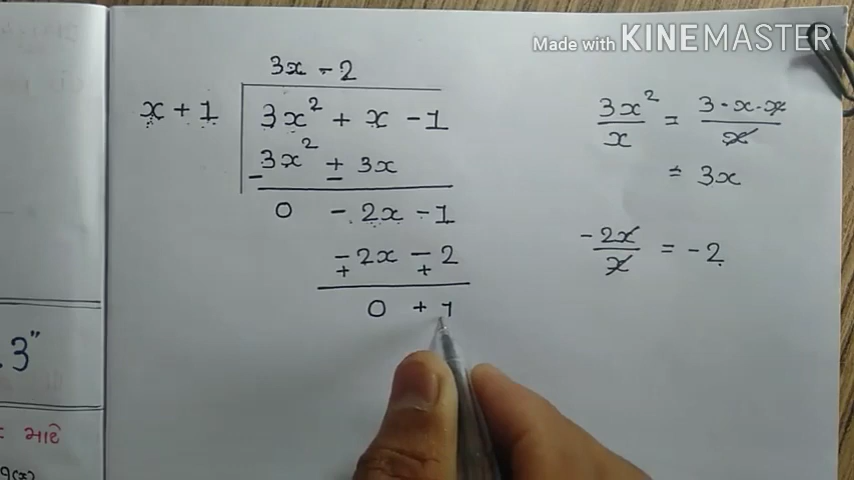 Made with KINEMASTER
3x - 2
x + 1
3x² + x - 1
- 3x² + 3x
-
0 - 2x - 1
- 2x - 2
+ +
0 + 1
3x²/x = 3·x·x/x
= 3x
-2x/x = -2
.3"
માટે